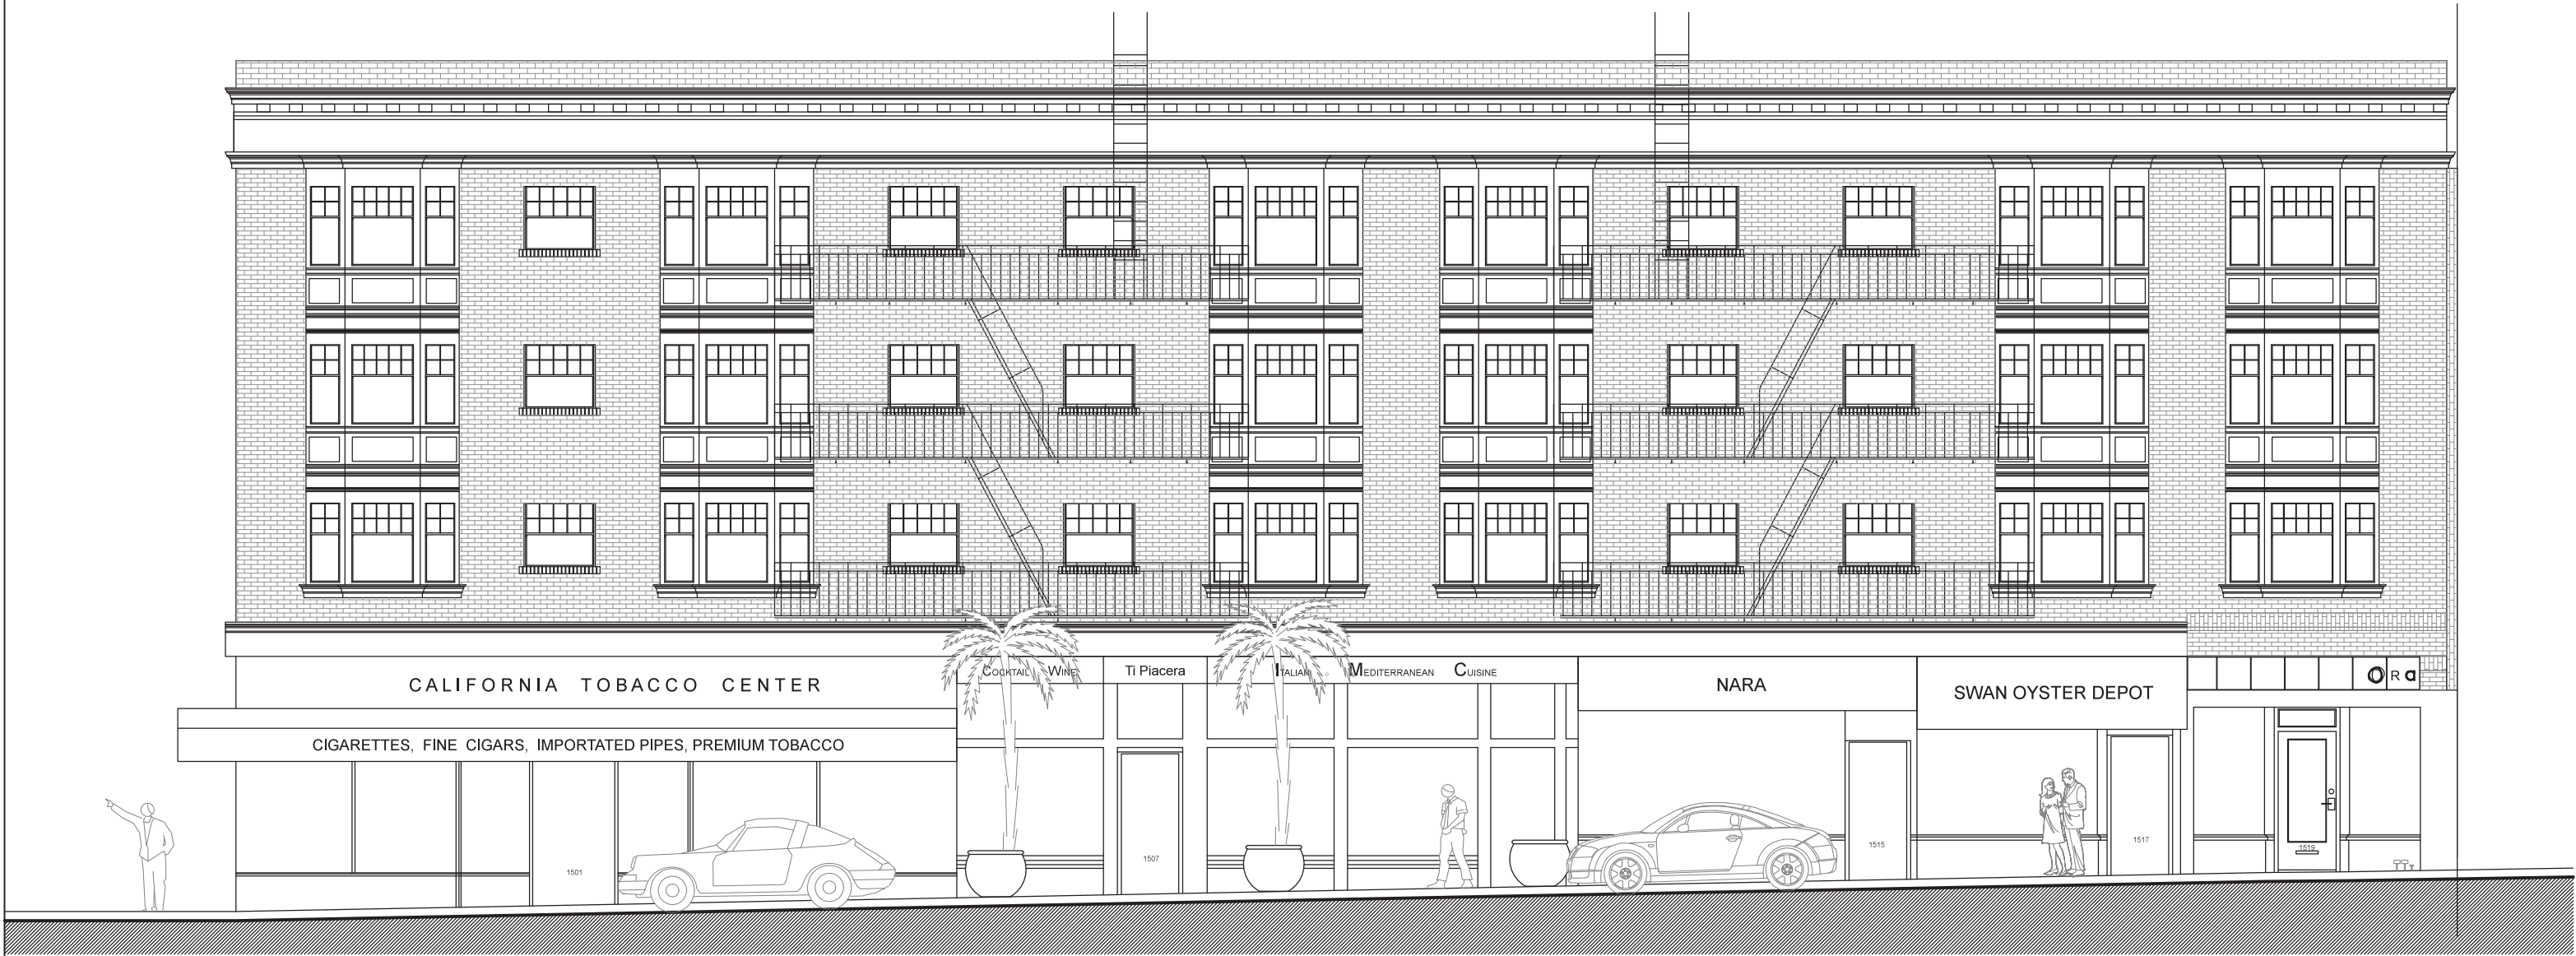 COCKTAIL WINE
Ti Piacera
ITALIAN MEDITERRANEAN CUISINE
CALIFORNIA TOBACCO CENTER
NARA
SWAN OYSTER DEPOT
ORa
CIGARETTES, FINE CIGARS, IMPORTATED PIPES, PREMIUM TOBACCO
1501
1507
1515
1517
1519